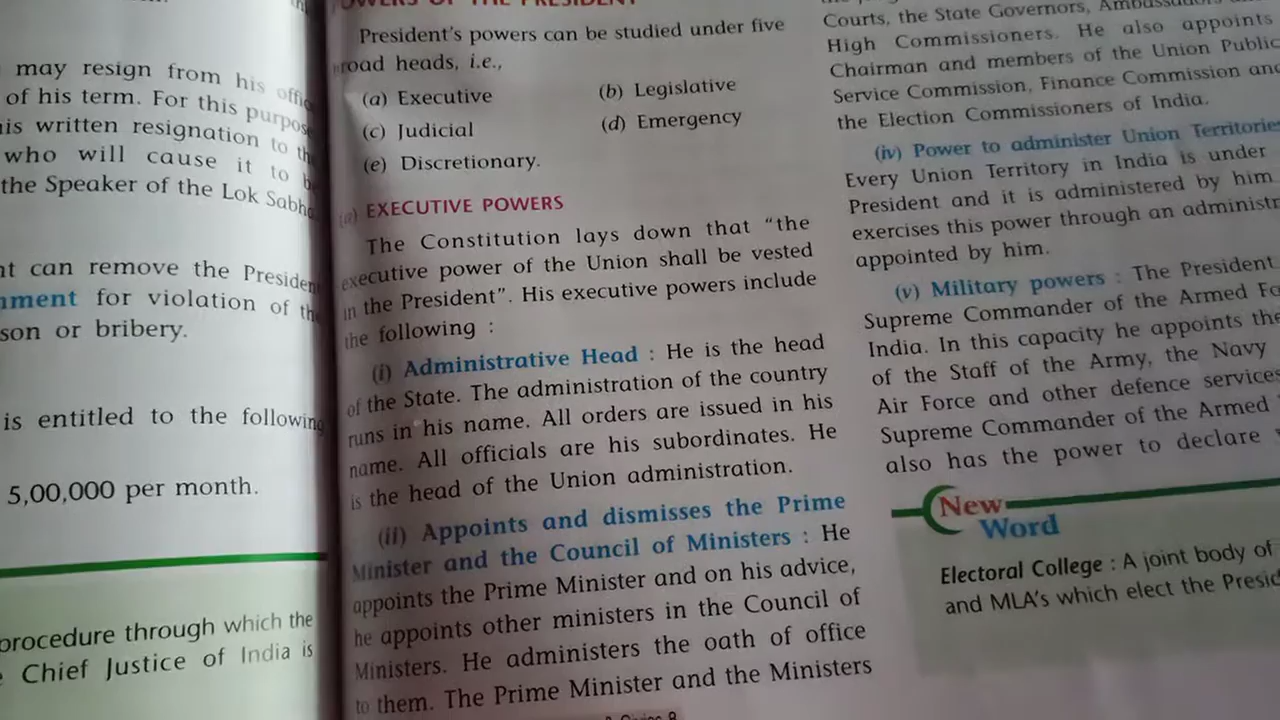 may resign from his
of his term. For this purpose
his written resignation to
who will cause it to
the Speaker of the Lok Sabha
can remove the President
for violation of
or bribery.
is entitled to the following
5,00,000 per month.
procedure through which the
Chief Justice of India is
POWERS OF THE PRESIDENT
President's powers can be studied under five
road heads, i.e.,
(a) Executive (b) Legislative
(c) Judicial (d) Emergency
(e) Discretionary.
(a) EXECUTIVE POWERS
The Constitution lays down that "the
executive power of the Union shall be vested
in the President". His executive powers include
the following :
(i) Administrative Head : He is the head
of the State. The administration of the country
runs in his name. All orders are issued in his
name. All officials are his subordinates. He
is the head of the Union administration.
(ii) Appoints and dismisses the Prime
Minister and the Council of Ministers : He
appoints the Prime Minister and on his advice,
he appoints other ministers in the Council of
Ministers. He administers the oath of office
to them. The Prime Minister and the Ministers
Courts, the State Governors,
High Commissioners. He also appoints
Chairman and members of the Union Public
Service Commission, Finance Commission and
the Election Commissioners of India.
(iv) Power to administer Union Territories
Every Union Territory in India is under
President and it is administered by him.
exercises this power through an
appointed by him.
(v) Military powers : The President
Supreme Commander of the Armed
India. In this capacity he appoints the
of the Staff of the Army, the Navy
Air Force and other defence services
Supreme Commander of the Armed
also has the power to declare
New
Word
Electoral College : A joint body of
and MLA's which elect the